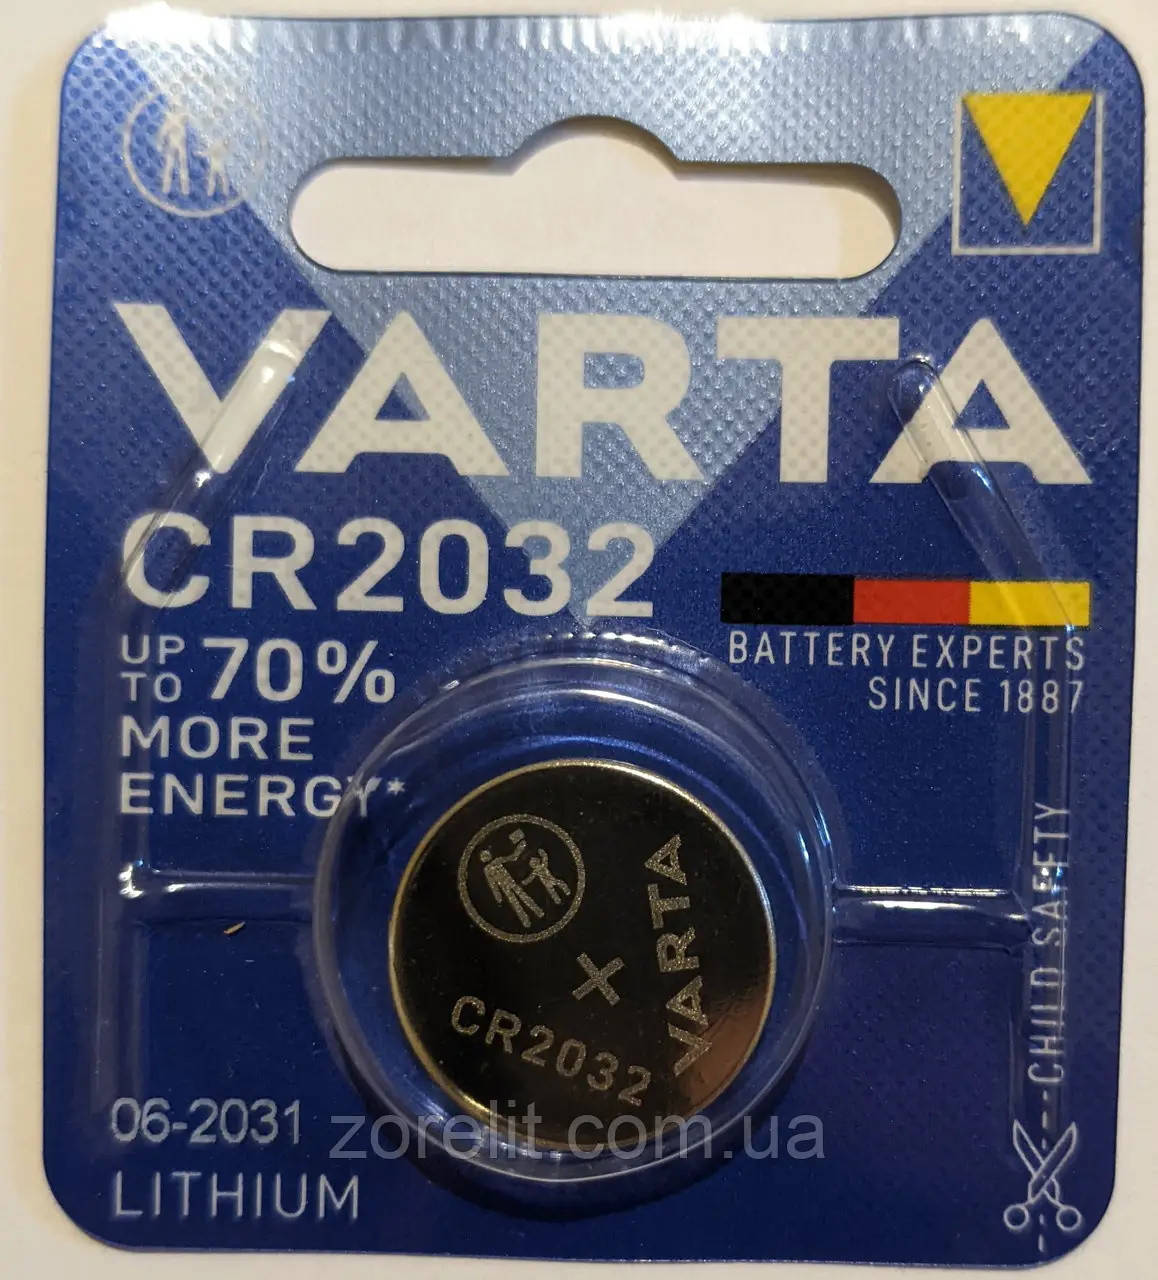 VARTA
CR2032
UP TO 70%
MORE
ENERGY*
BATTERY EXPERTS
SINCE 1887
CHILD SAFETY
VARTA
+
CR2032
06-2031
LITHIUM
zorelit.com.ua